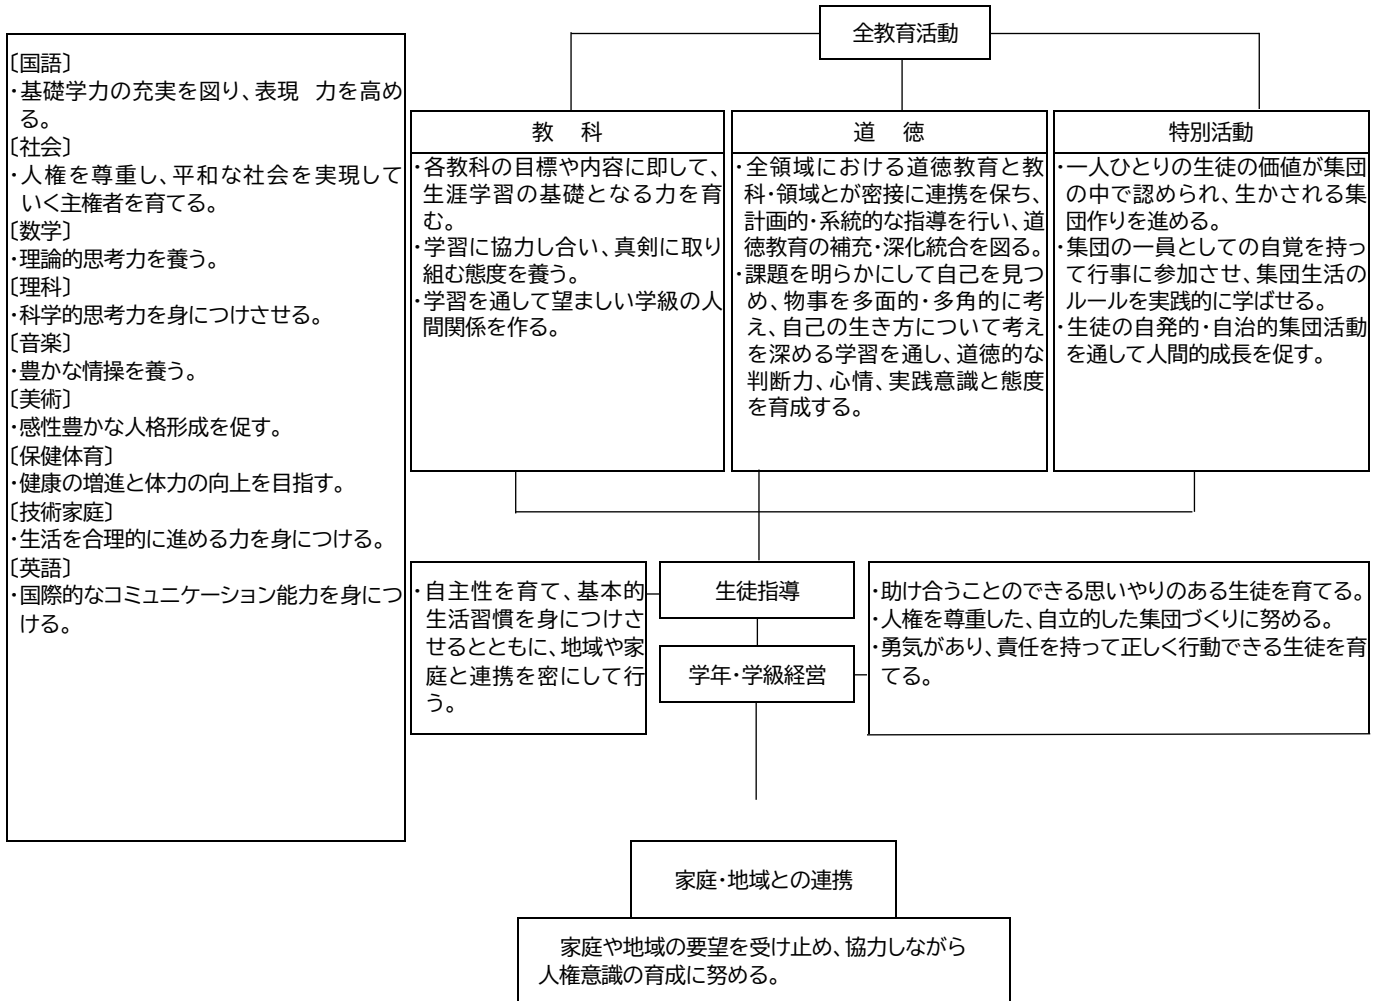 全教育活動
〔国語〕
・基礎学力の充実を図り、表現　力を高め
る。
〔社会〕
・人権を尊重し、平和な社会を実現して
いく主権者を育てる。
〔数学〕
・理論的思考力を養う。
〔理科〕
・科学的思考力を身につけさせる。
〔音楽〕
・豊かな情操を養う。
〔美術〕
・感性豊かな人格形成を促す。
〔保健体育〕
・健康の増進と体力の向上を目指す。
〔技術家庭〕
・生活を合理的に進める力を身につける。
〔英語〕
・国際的なコミュニケーション能力を身につ
ける。
教　科
・各教科の目標や内容に即して、
生涯学習の基礎となる力を育
む。
・学習に協力し合い、真剣に取り
組む態度を養う。
・学習を通して望ましい学級の人
間関係を作る。
道　徳
・全領域における道徳教育と教
科・領域とが密接に連携を保ち、
計画的・系統的な指導を行い、道
徳教育の補充・深化統合を図る。
・課題を明らかにして自己を見つ
め、物事を多面的・多角的に考
え、自己の生き方について考え
を深める学習を通し、道徳的な
判断力、心情、実践意識と態度
を育成する。
特別活動
・一人ひとりの生徒の価値が集団
の中で認められ、生かされる集
団作りを進める。
・集団の一員としての自覚を持っ
て行事に参加させ、集団生活の
ルールを実践的に学ばせる。
・生徒の自発的・自治的集団活動
を通して人間的成長を促す。
・自主性を育て、基本的
生活習慣を身につけさ
せるとともに、地域や家
庭と連携を密にして行
う。
生徒指導
学年・学級経営
・助け合うことのできる思いやりのある生徒を育てる。
・人権を尊重した、自立的した集団づくりに努める。
・勇気があり、責任を持って正しく行動できる生徒を育
てる。
家庭・地域との連携
家庭や地域の要望を受け止め、協力しながら
人権意識の育成に努める。